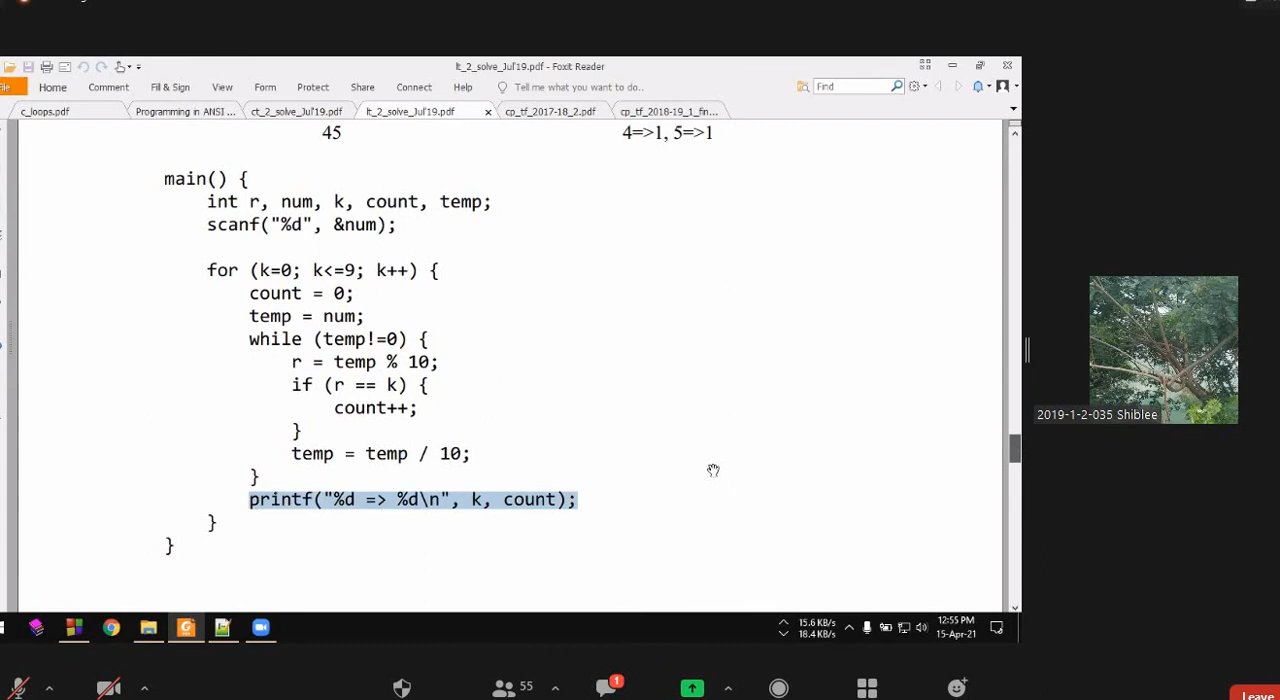 lt_2_solve_Jul'19.pdf - Foxit Reader
File
Home
Comment
Fill & Sign
View
Form
Protect
Share
Connect
Help
Tell me what you want to do...
Find
c_loops.pdf
Programming in ANSI ...
ct_2_solve_Jul'19.pdf
lt_2_solve_Jul'19.pdf
cp_tf_2017-18_2.pdf
cp_tf_2018-19_1_fin...
45 4=>1, 5=>1
main() {
int r, num, k, count, temp;
scanf("%d", &num);
for (k=0; k<=9; k++) {
count = 0;
temp = num;
while (temp!=0) {
r = temp % 10;
if (r == k) {
count++;
}
temp = temp / 10;
}
printf("%d => %d\n", k, count);
}
}
2019-1-2-035 Shiblee
15.6 KB/s
18.4 KB/s
12:55 PM
15-Apr-21
55
1
Leave